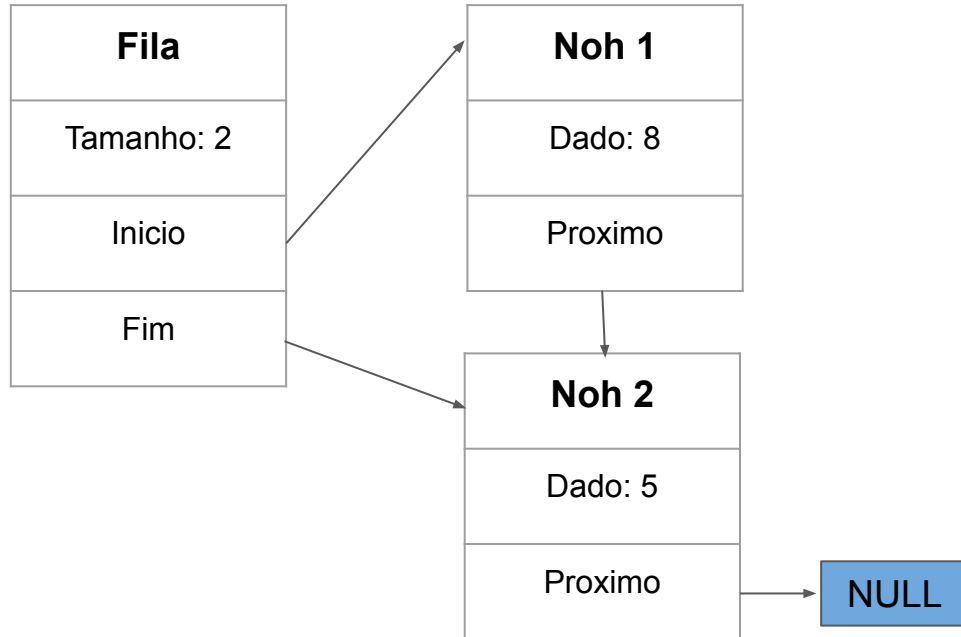 Fila
Tamanho: 2
Inicio
Fim
Noh 1
Dado: 8
Proximo
Noh 2
Dado: 5
Proximo
NULL